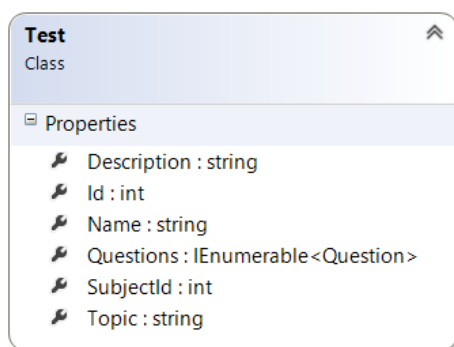 Test
Class
Properties
Description : string
Id : int
Name : string
Questions : IEnumerable<Question>
SubjectId : int
Topic : string